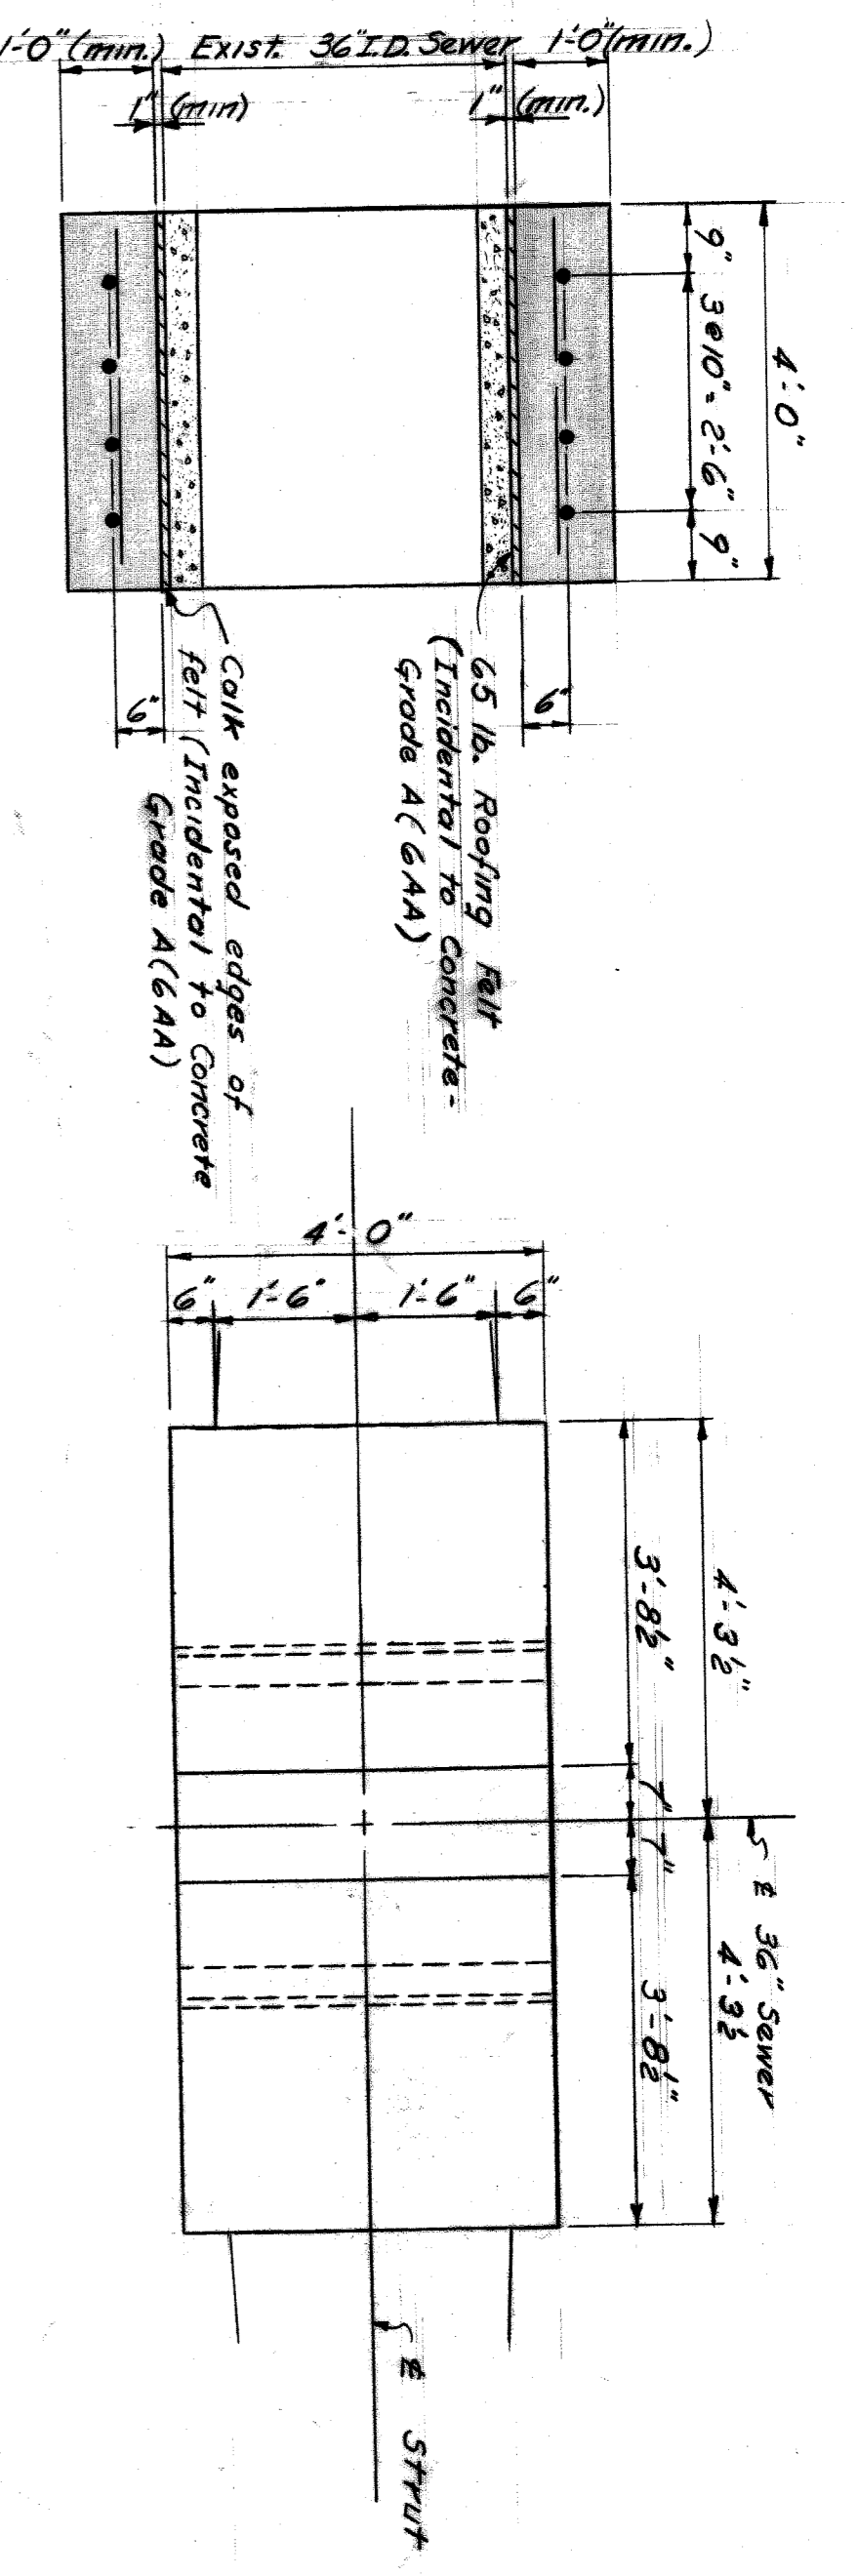 1'-0" (min.) Exist. 36" I.D. Sewer 1'-0" (min.)
1" (min) 1" (min.)
9" 3@10"= 2'-6" 9"
4'-0"
6"
6"
65 lb. Roofing Felt
(Incidental to Concrete-
Grade A(6AA)
Calk exposed edges of
felt (Incidental to Concrete
Grade A(6AA)
4'-0"
6" 1'-6" 1'-6" 6"
4'-3½"
3'-8½"
7" 7"
℄ 36" Sewer
4'-3½
3'-8½"
℄ Strut